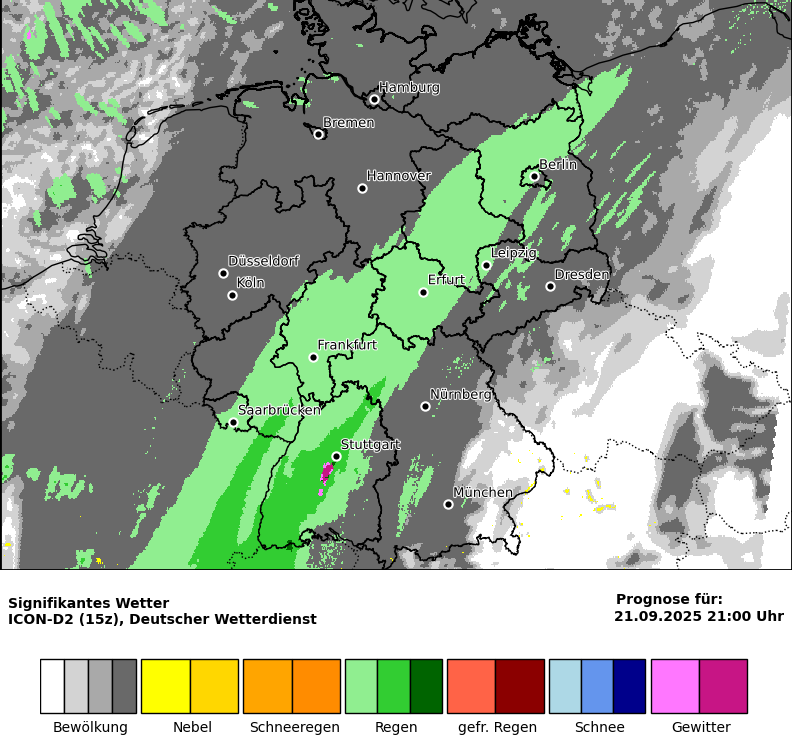 Hamburg
Bremen
Berlin
Hannover
Leipzig
Düsseldorf
Dresden
Köln
Erfurt
Frankfurt
Nürnberg
Saarbrücken
Stuttgart
München
Signifikantes Wetter
ICON-D2 (15z), Deutscher Wetterdienst
Prognose für:
21.09.2025 21:00 Uhr
Bewölkung Nebel Schneeregen Regen gefr. Regen Schnee Gewitter